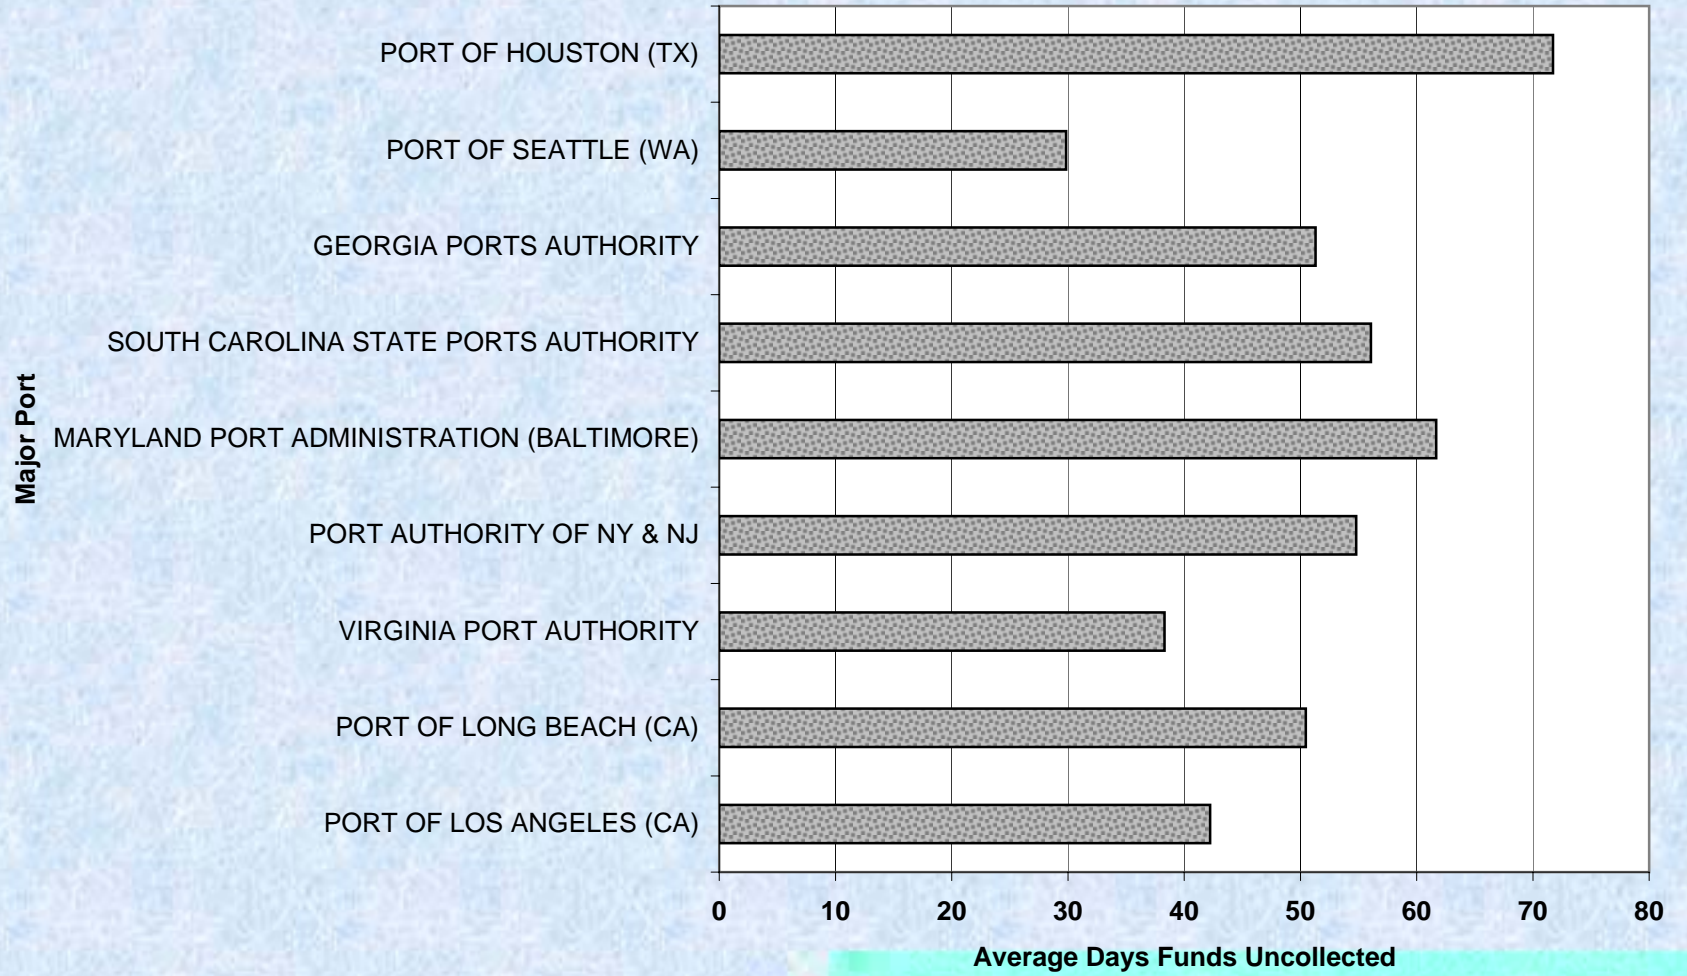 PORT OF HOUSTON (TX)
PORT OF SEATTLE (WA)
GEORGIA PORTS AUTHORITY
SOUTH CAROLINA STATE PORTS AUTHORITY
MARYLAND PORT ADMINISTRATION (BALTIMORE)
PORT AUTHORITY OF NY & NJ
VIRGINIA PORT AUTHORITY
PORT OF LONG BEACH (CA)
PORT OF LOS ANGELES (CA)
Major Port
0 10 20 30 40 50 60 70 80
Average Days Funds Uncollected